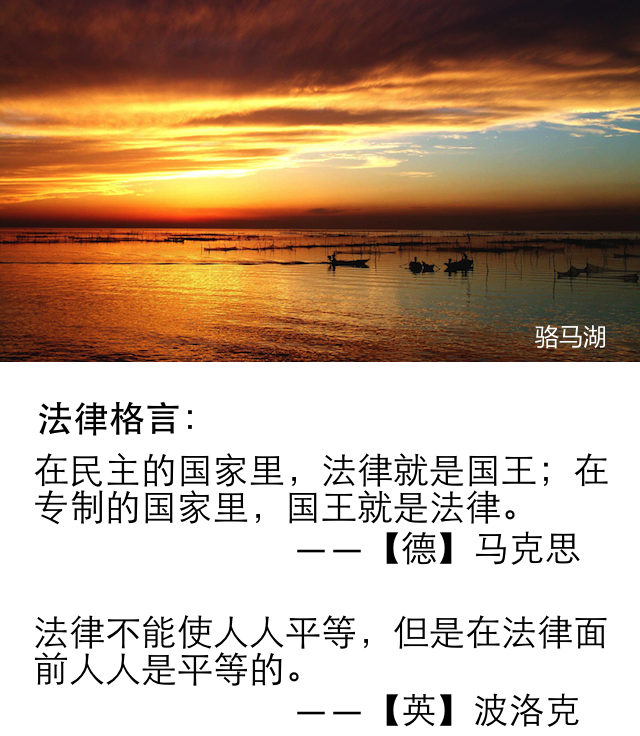 骆马湖
法律格言：
在民主的国家里，法律就是国王；在
专制的国家里，国王就是法律。
——【德】马克思
法律不能使人人平等，但是在法律面
前人人是平等的。
——【英】波洛克